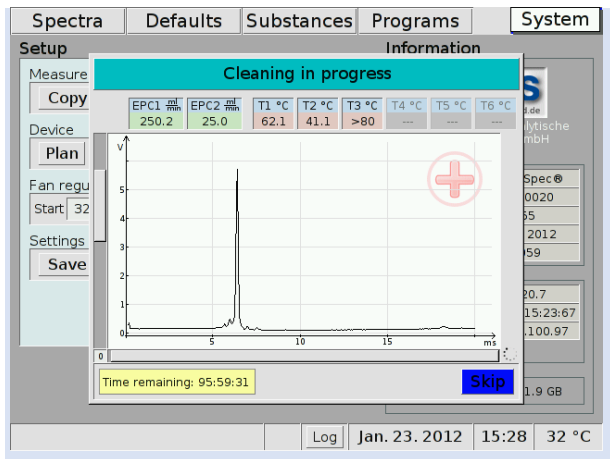 Spectra Defaults Substances Programs System
Setup Information
Measure
Copy
Device
Plan
Fan regu
Start 32
Settings
Save
Cleaning in progress
EPC1 ml/min EPC2 ml/min T1 °C T2 °C T3 °C T4 °C T5 °C T6 °C
250.2 25.0 62.1 41.1 >80 --- --- ---
V
5
4
3
2
1
0
5 10 15 ms
0
Time remaining: 95:59:31 Skip
s
d.de
lytische
mbH
Spec®
0020
55
2012
59
20.7
15:23:67
.100.97
1.9 GB
Log Jan. 23. 2012 15:28 32 °C